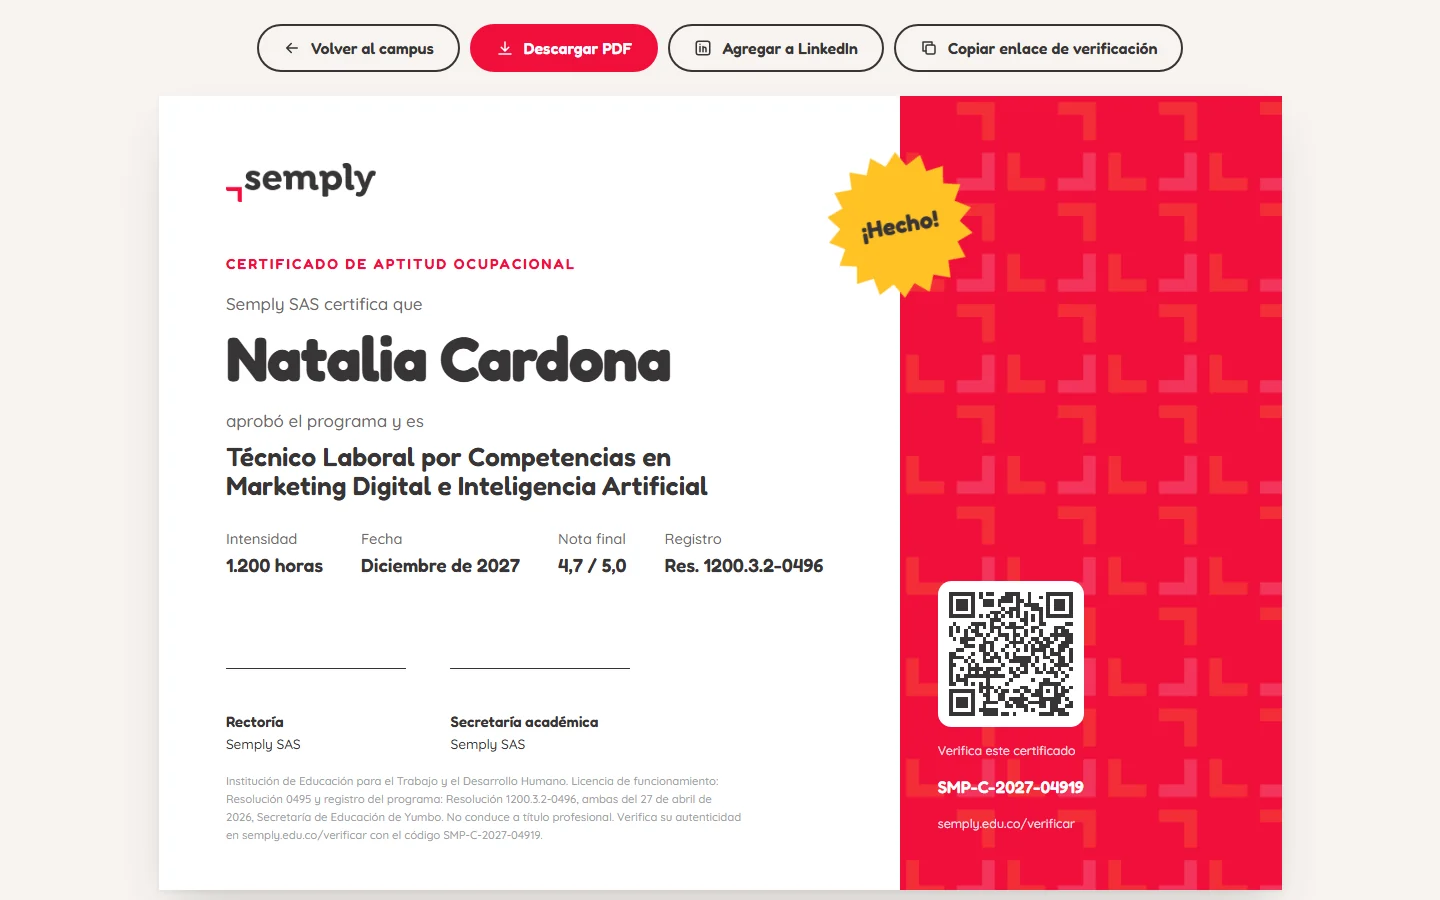 Volver al campus
Descargar PDF
Agregar a LinkedIn
Copiar enlace de verificación
semply
¡Hecho!
CERTIFICADO DE APTITUD OCUPACIONAL
Semply SAS certifica que
Natalia Cardona
aprobó el programa y es
Técnico Laboral por Competencias en
Marketing Digital e Inteligencia Artificial
Intensidad
1.200 horas
Fecha
Diciembre de 2027
Nota final
4,7 / 5,0
Registro
Res. 1200.3.2-0496
Rectoría
Semply SAS
Secretaría académica
Semply SAS
Institución de Educación para el Trabajo y el Desarrollo Humano. Licencia de funcionamiento:
Resolución 0495 y registro del programa: Resolución 1200.3.2-0496, ambas del 27 de abril de
2026, Secretaría de Educación de Yumbo. No conduce a título profesional. Verifica su autenticidad
en semply.edu.co/verificar con el código SMP-C-2027-04919.
Verifica este certificado
SMP-C-2027-04919
semply.edu.co/verificar